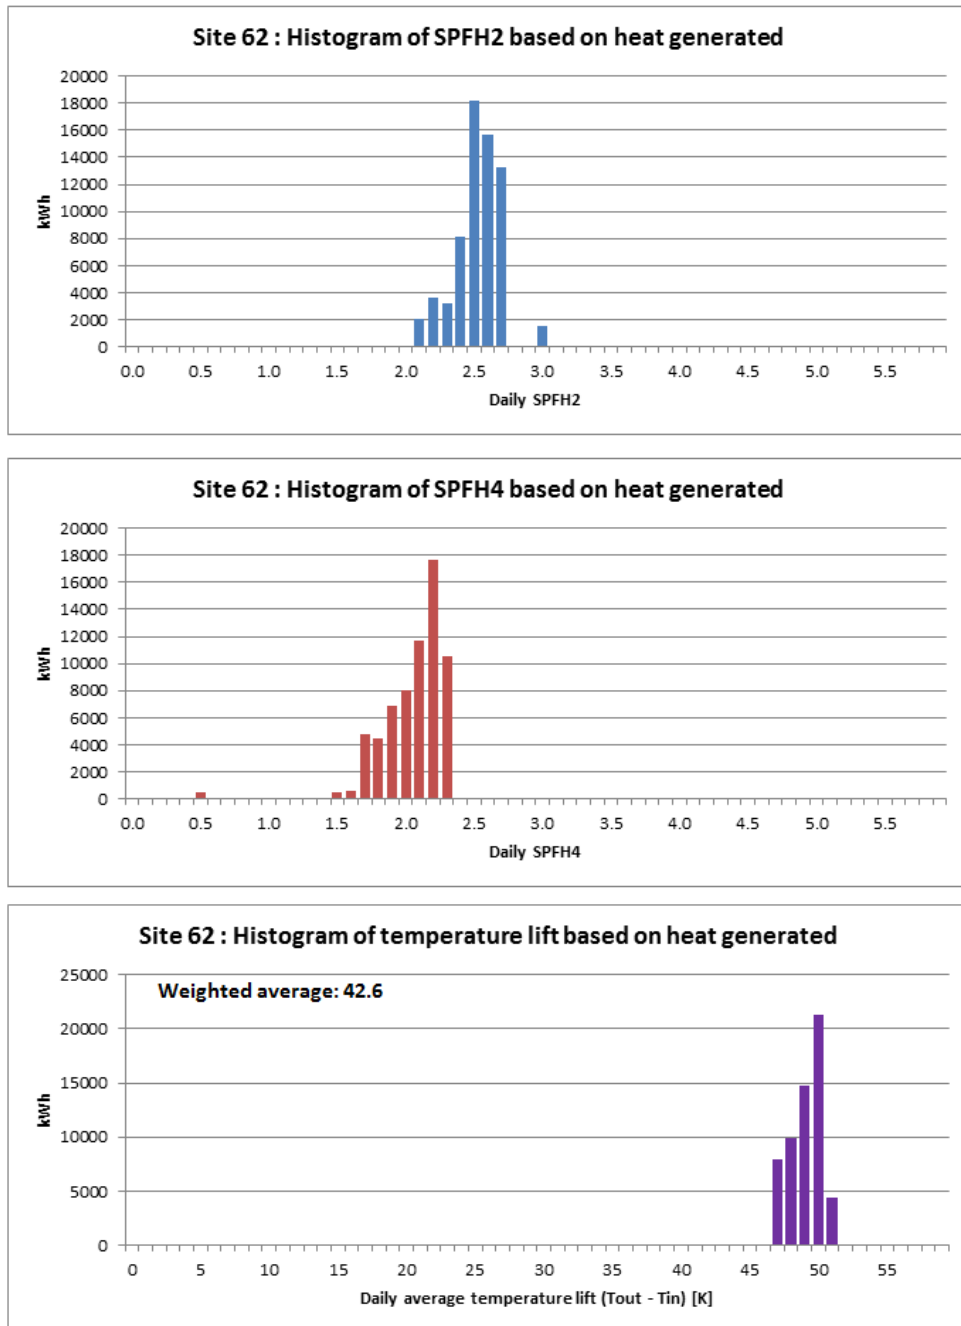 Site 62 : Histogram of SPFH2 based on heat generated
20000
18000
16000
14000
12000
10000
8000
6000
4000
2000
0
kWh
0.0 0.5 1.0 1.5 2.0 2.5 3.0 3.5 4.0 4.5 5.0 5.5
Daily SPFH2
Site 62 : Histogram of SPFH4 based on heat generated
20000
18000
16000
14000
12000
10000
8000
6000
4000
2000
0
kWh
0.0 0.5 1.0 1.5 2.0 2.5 3.0 3.5 4.0 4.5 5.0 5.5
Daily SPFH4
Site 62 : Histogram of temperature lift based on heat generated
Weighted average: 42.6
25000
20000
15000
10000
5000
0
kWh
0 5 10 15 20 25 30 35 40 45 50 55
Daily average temperature lift (Tout - Tin) [K]